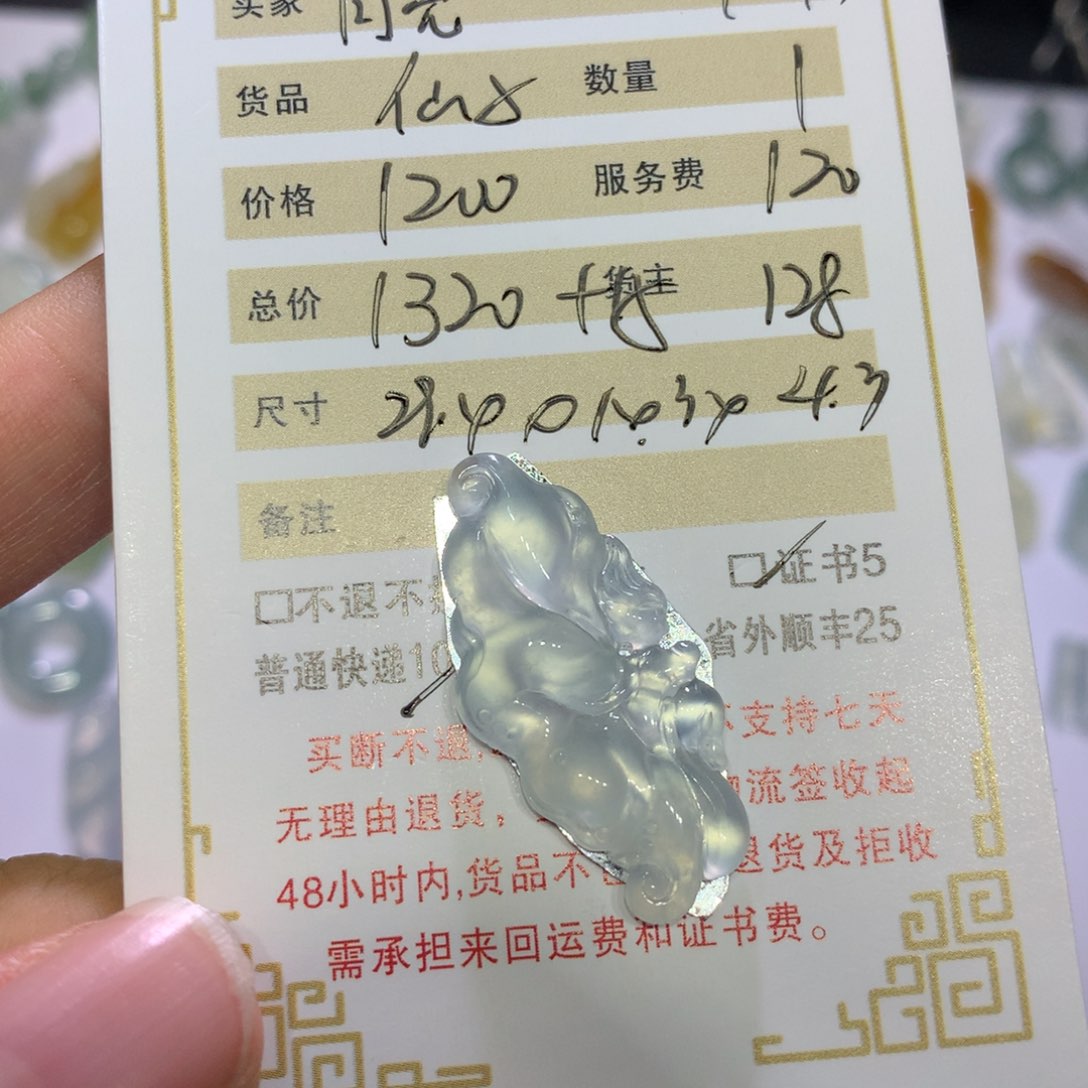 买家
货品 数量 1
价格 1200 服务费 120
总价 1320 货主 128
尺寸
备注
不退不 证书5
普通快递10 省外顺丰25
买断不退, 支持七天
无理由退货, 流签收起
48小时内,货品不 退货及拒收
需承担来回运费和证书费。